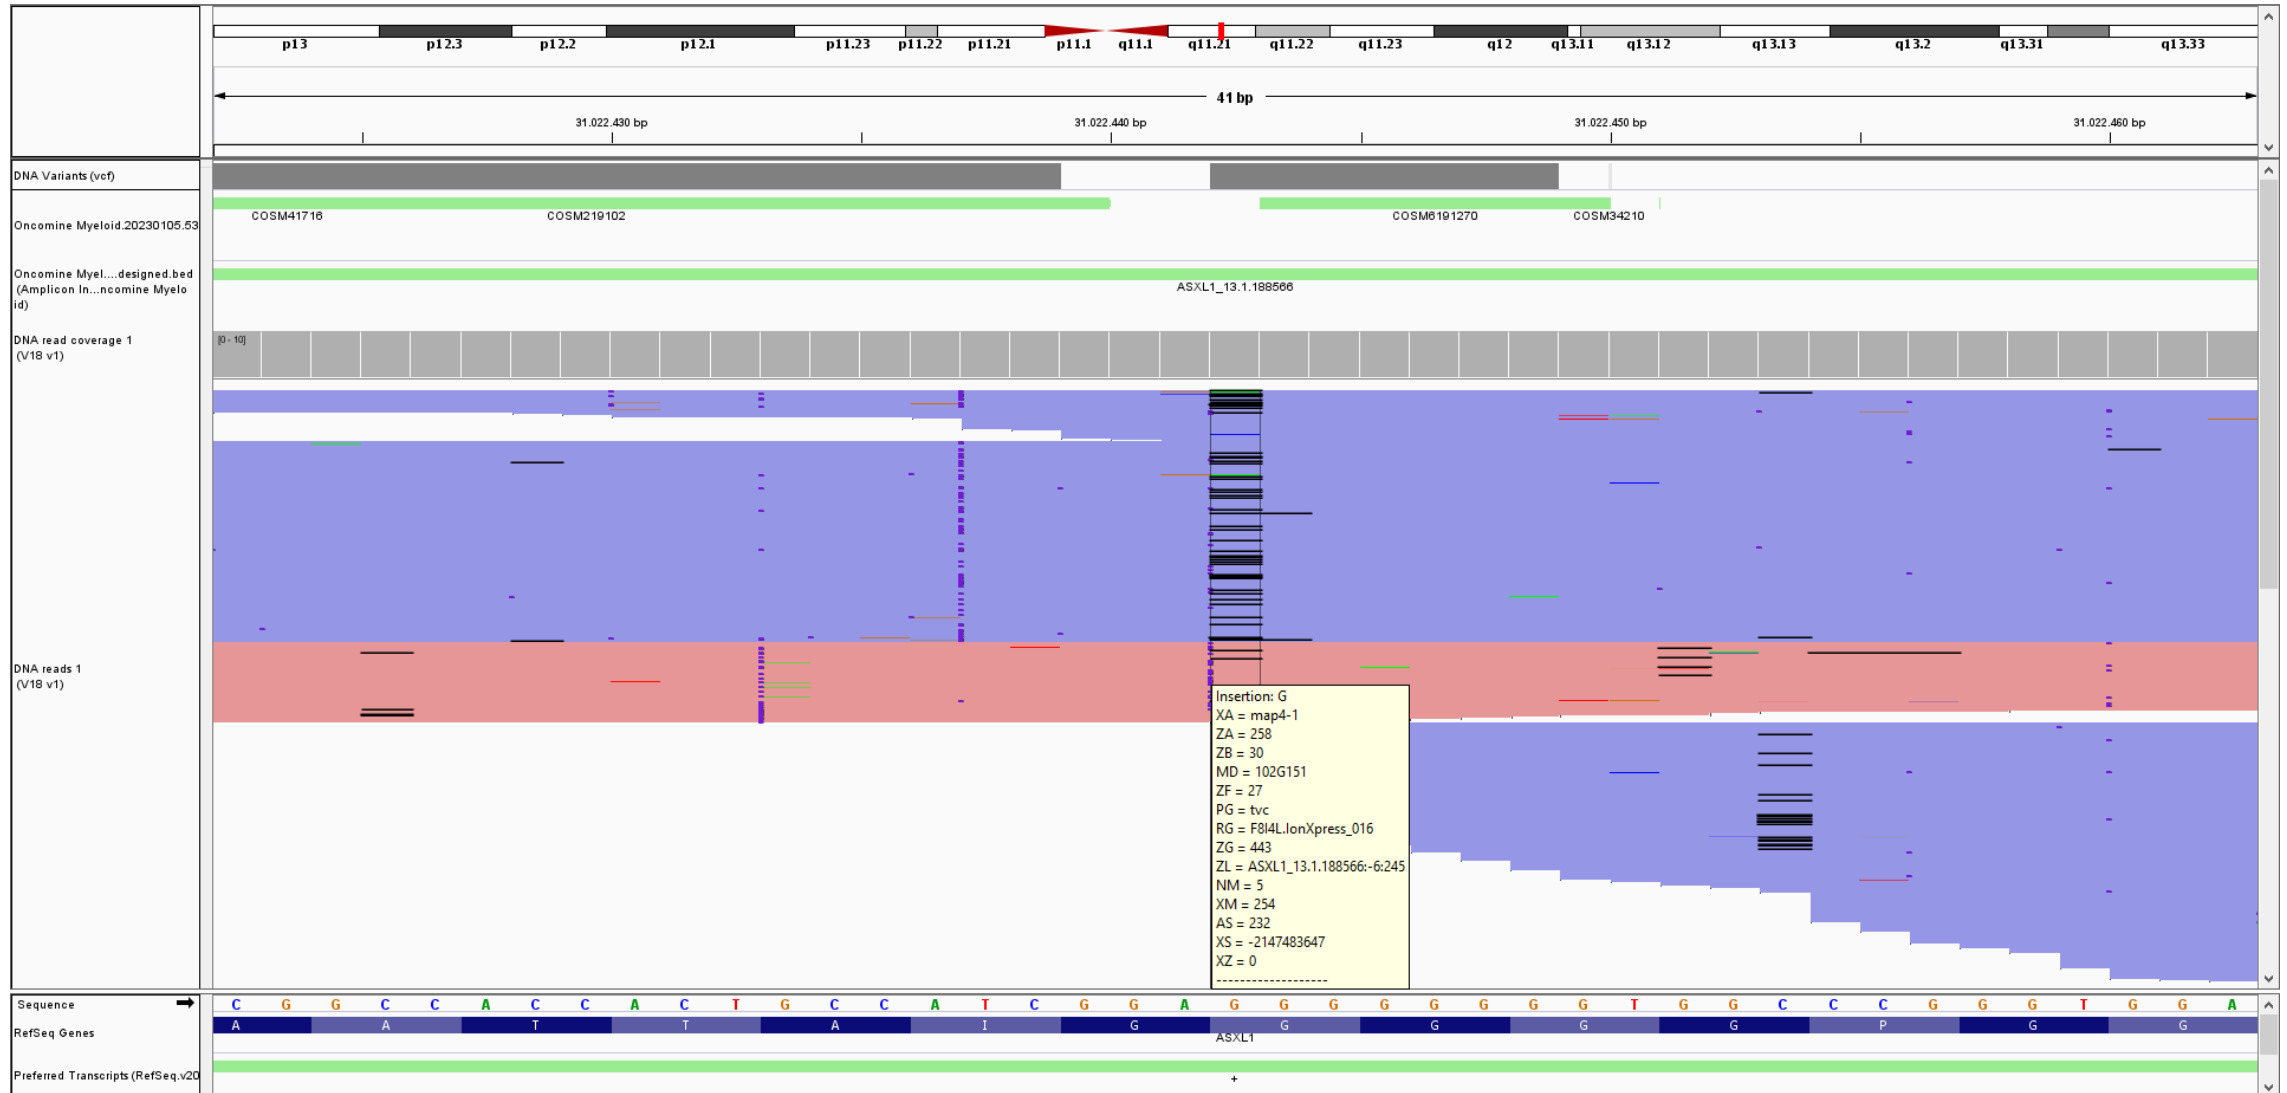 p13 p12.3 p12.2 p12.1 p11.23 p11.22 p11.21 p11.1 q11.1 q11.21 q11.22 q11.23 q12 q13.11 q13.12 q13.13 q13.2 q13.31 q13.33
41 bp
31.022.430 bp 31.022.440 bp 31.022.450 bp 31.022.460 bp
DNA Variants (vcf)
COSM41716 COSM219102 COSM6191270 COSM34210
Oncomine Myeloid.20230105.53
Oncomine Myel....designed.bed
(Amplicon In...ncomine Myelo
id)
ASXL1_13.1.188566
DNA read coverage 1
(V18 v1)
[0 - 10]
DNA reads 1
(V18 v1)
Insertion: G
XA = map4-1
ZA = 258
ZB = 30
MD = 102G151
ZF = 27
PG = tvc
RG = F8I4L.IonXpress_016
ZG = 443
ZL = ASXL1_13.1.188566:-6:245
NM = 5
XM = 254
AS = 232
XS = -2147483647
XZ = 0
-------------------
Sequence C G G C C A C C A C T G C C A T C G G A G G G G G G G G T G G C C C G G G T G G A
RefSeq Genes A A T T A I G G G G G P G G
ASXL1
Preferred Transcripts (RefSeq.v20
+